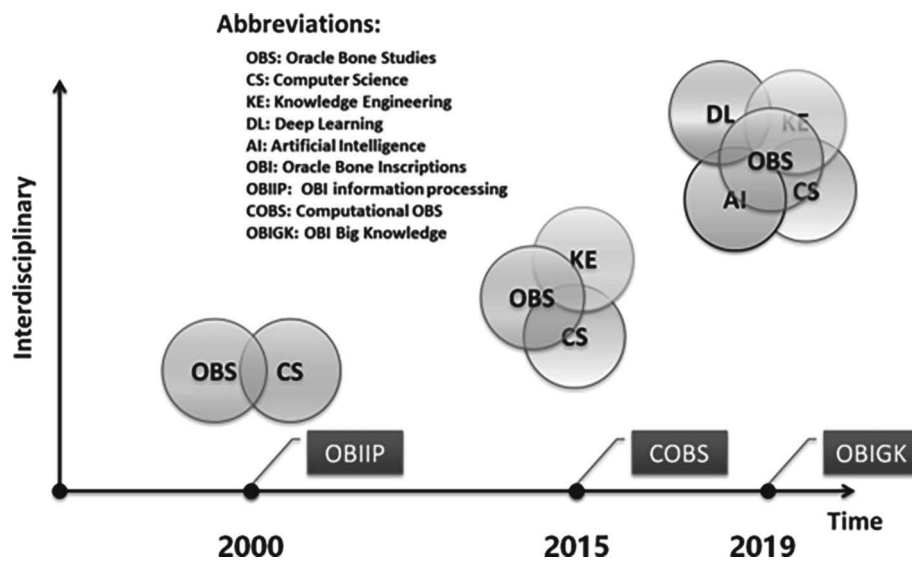 Abbreviations:
OBS: Oracle Bone Studies
CS: Computer Science
KE: Knowledge Engineering
DL: Deep Learning
AI: Artificial Intelligence
OBI: Oracle Bone Inscriptions
OBIIP: OBI information processing
COBS: Computational OBS
OBIGK: OBI Big Knowledge
Interdisciplinary
DL
KE
OBS
AI
CS
KE
OBS
CS
OBS
CS
OBIIP
COBS
OBIGK
Time
2000
2015
2019